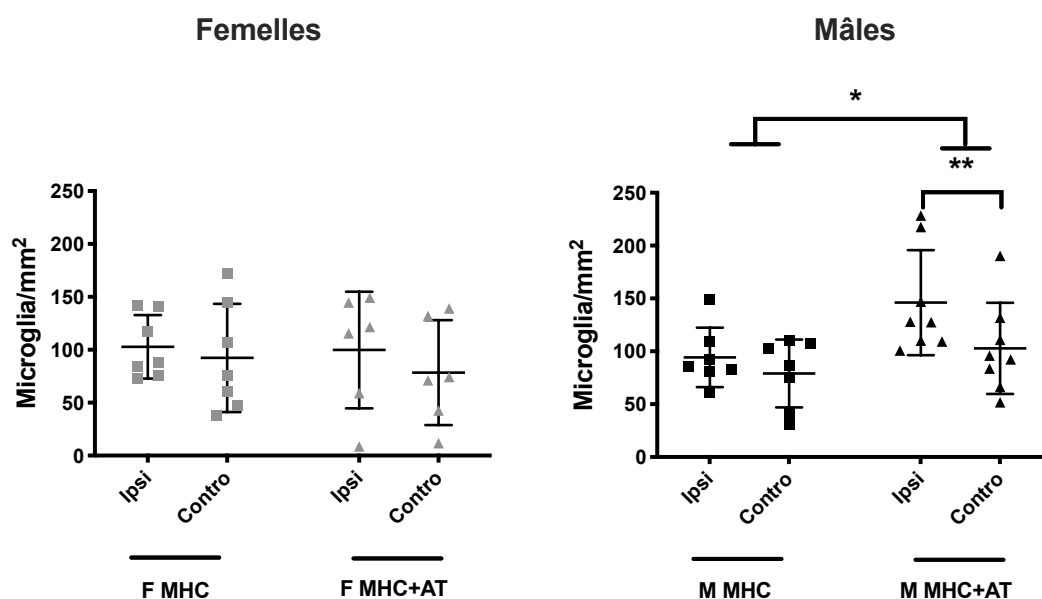 Femelles
Microglia/mm²
250
200
150
100
50
0
Ipsi
Contro
Ipsi
Contro
F MHC
F MHC+AT
Mâles
*
**
Microglia/mm²
250
200
150
100
50
0
Ipsi
Contro
Ipsi
Contro
M MHC
M MHC+AT